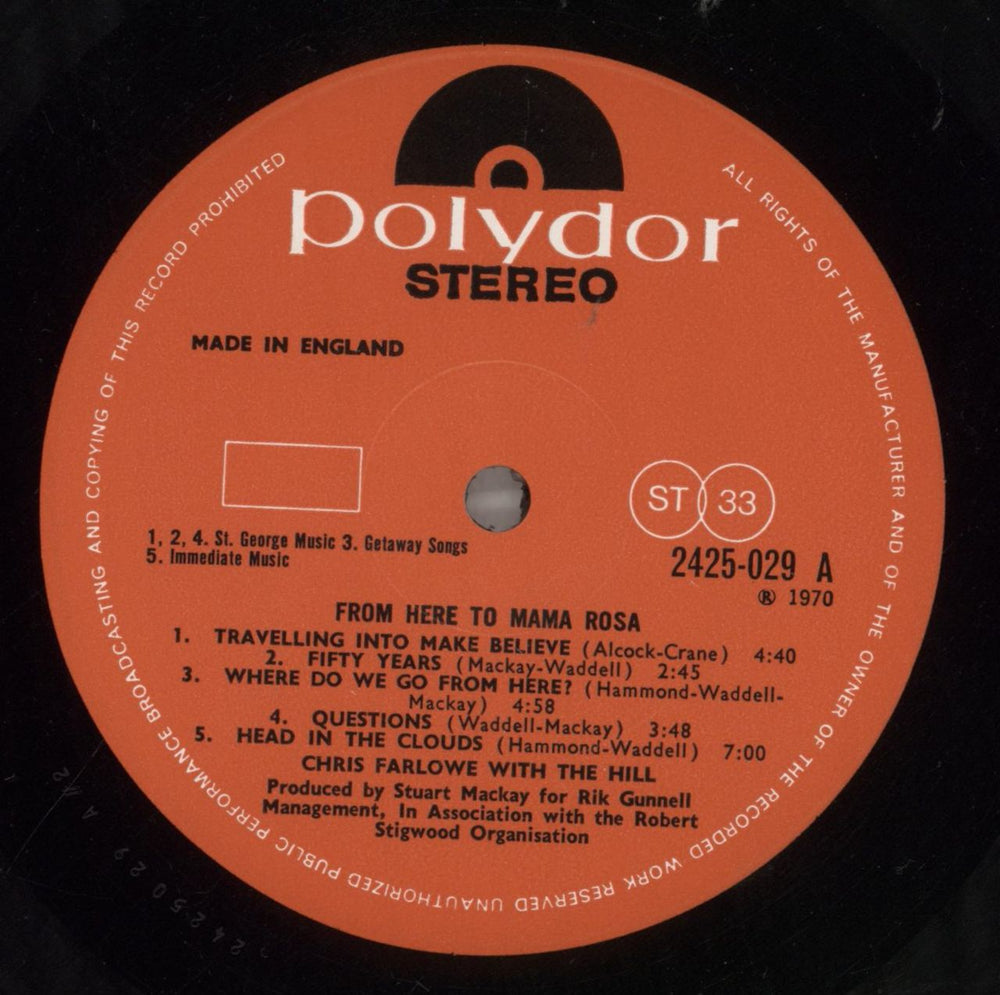 polydor
STEREO
MADE IN ENGLAND
ST 33
1, 2, 4. St. George Music 3. Getaway Songs
5. Immediate Music
2425-029 A
℗ 1970
FROM HERE TO MAMA ROSA
1. TRAVELLING INTO MAKE BELIEVE (Alcock-Crane) 4:40
2. FIFTY YEARS (Mackay-Waddell) 2:45
3. WHERE DO WE GO FROM HERE? (Hammond-Waddell-
Mackay) 4:58
4. QUESTIONS (Waddell-Mackay) 3:48
5. HEAD IN THE CLOUDS (Hammond-Waddell) 7:00
CHRIS FARLOWE WITH THE HILL
Produced by Stuart Mackay for Rik Gunnell
Management, In Association with the Robert
Stigwood Organisation
ALL RIGHTS OF THE MANUFACTURER AND OF THE OWNER OF THE RECORDED WORK RESERVED UNAUTHORIZED PUBLIC PERFORMANCE BROADCASTING AND COPYING OF THIS RECORD PROHIBITED
2425029 A